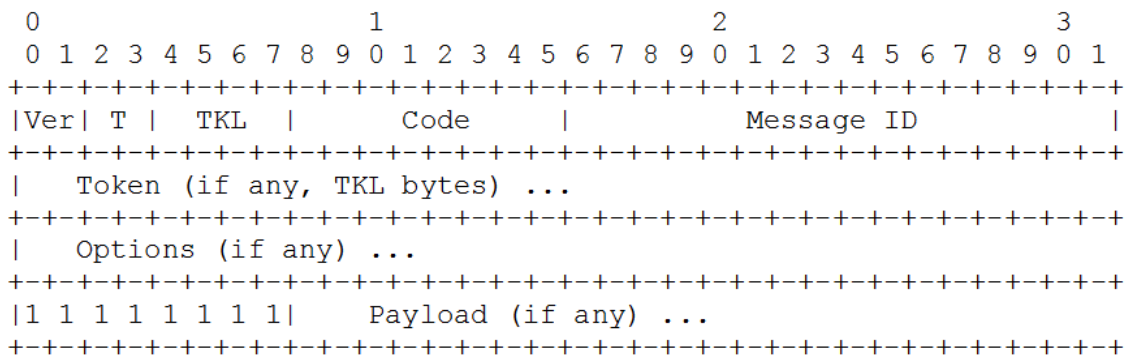 0                   1                   2                   3
 0 1 2 3 4 5 6 7 8 9 0 1 2 3 4 5 6 7 8 9 0 1 2 3 4 5 6 7 8 9 0 1
+-+-+-+-+-+-+-+-+-+-+-+-+-+-+-+-+-+-+-+-+-+-+-+-+-+-+-+-+-+-+-+-+
|Ver| T |  TKL  |      Code     |          Message ID           |
+-+-+-+-+-+-+-+-+-+-+-+-+-+-+-+-+-+-+-+-+-+-+-+-+-+-+-+-+-+-+-+-+
|   Token (if any, TKL bytes) ...
+-+-+-+-+-+-+-+-+-+-+-+-+-+-+-+-+-+-+-+-+-+-+-+-+-+-+-+-+-+-+-+-+
|   Options (if any) ...
+-+-+-+-+-+-+-+-+-+-+-+-+-+-+-+-+-+-+-+-+-+-+-+-+-+-+-+-+-+-+-+-+
|1 1 1 1 1 1 1 1|    Payload (if any) ...
+-+-+-+-+-+-+-+-+-+-+-+-+-+-+-+-+-+-+-+-+-+-+-+-+-+-+-+-+-+-+-+-+